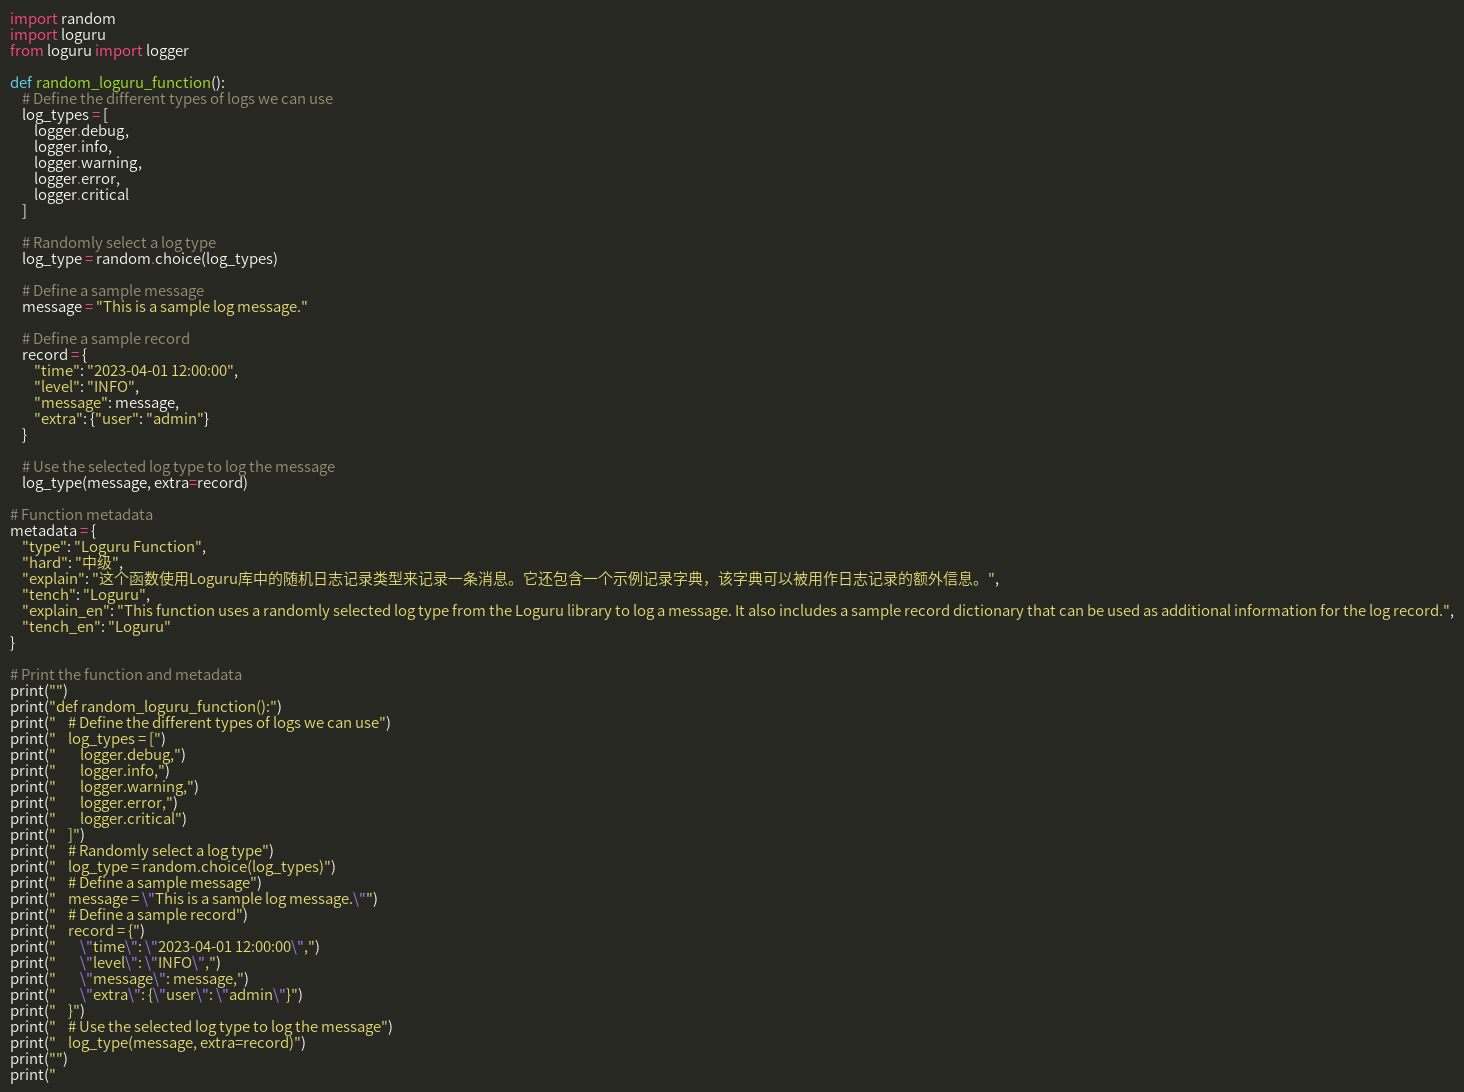 import random
import loguru
from loguru import logger

def random_loguru_function():
    # Define the different types of logs we can use
    log_types = [
        logger.debug,
        logger.info,
        logger.warning,
        logger.error,
        logger.critical
    ]

    # Randomly select a log type
    log_type = random.choice(log_types)

    # Define a sample message
    message = "This is a sample log message."

    # Define a sample record
    record = {
        "time": "2023-04-01 12:00:00",
        "level": "INFO",
        "message": message,
        "extra": {"user": "admin"}
    }

    # Use the selected log type to log the message
    log_type(message, extra=record)

# Function metadata
metadata = {
    "type": "Loguru Function",
    "hard": "中级",
    "explain": "这个函数使用Loguru库中的随机日志记录类型来记录一条消息。它还包含一个示例记录字典，该字典可以被用作日志记录的额外信息。",
    "tench": "Loguru",
    "explain_en": "This function uses a randomly selected log type from the Loguru library to log a message. It also includes a sample record dictionary that can be used as additional information for the log record.",
    "tench_en": "Loguru"
}

# Print the function and metadata
print("")
print("def random_loguru_function():")
print("    # Define the different types of logs we can use")
print("    log_types = [")
print("        logger.debug,")
print("        logger.info,")
print("        logger.warning,")
print("        logger.error,")
print("        logger.critical")
print("    ]")
print("    # Randomly select a log type")
print("    log_type = random.choice(log_types)")
print("    # Define a sample message")
print("    message = \"This is a sample log message.\"")
print("    # Define a sample record")
print("    record = {")
print("        \"time\": \"2023-04-01 12:00:00\",")
print("        \"level\": \"INFO\",")
print("        \"message\": message,")
print("        \"extra\": {\"user\": \"admin\"}")
print("    }")
print("    # Use the selected log type to log the message")
print("    log_type(message, extra=record)")
print("")
print("